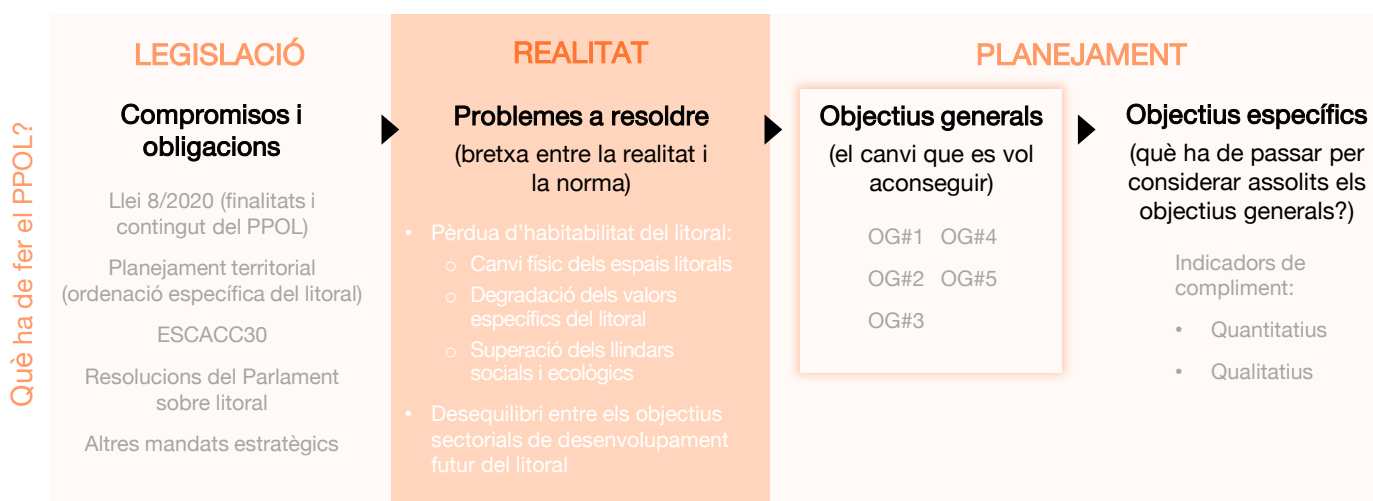 Què ha de fer el PPOL?
LEGISLACIÓ
Compromisos i
obligacions
Llei 8/2020 (finalitats i
contingut del PPOL)
Planejament territorial
(ordenació específica del litoral)
ESCACC30
Resolucions del Parlament
sobre litoral
Altres mandats estratègics
REALITAT
Problemes a resoldre
(bretxa entre la realitat i
la norma)
• Pèrdua d'habitabilitat del litoral:
o Canvi físic dels espais litorals
o Degradació dels valors
específics del litoral
o Superació dels llindars
socials i ecològics
• Desequilibri entre els objectius
sectorials de desenvolupament
futur del litoral
PLANEJAMENT
Objectius generals
(el canvi que es vol
aconseguir)
OG#1 OG#4
OG#2 OG#5
OG#3
Objectius específics
(què ha de passar per
considerar assolits els
objectius generals?)
Indicadors de
compliment:
• Quantitatius
• Qualitatius